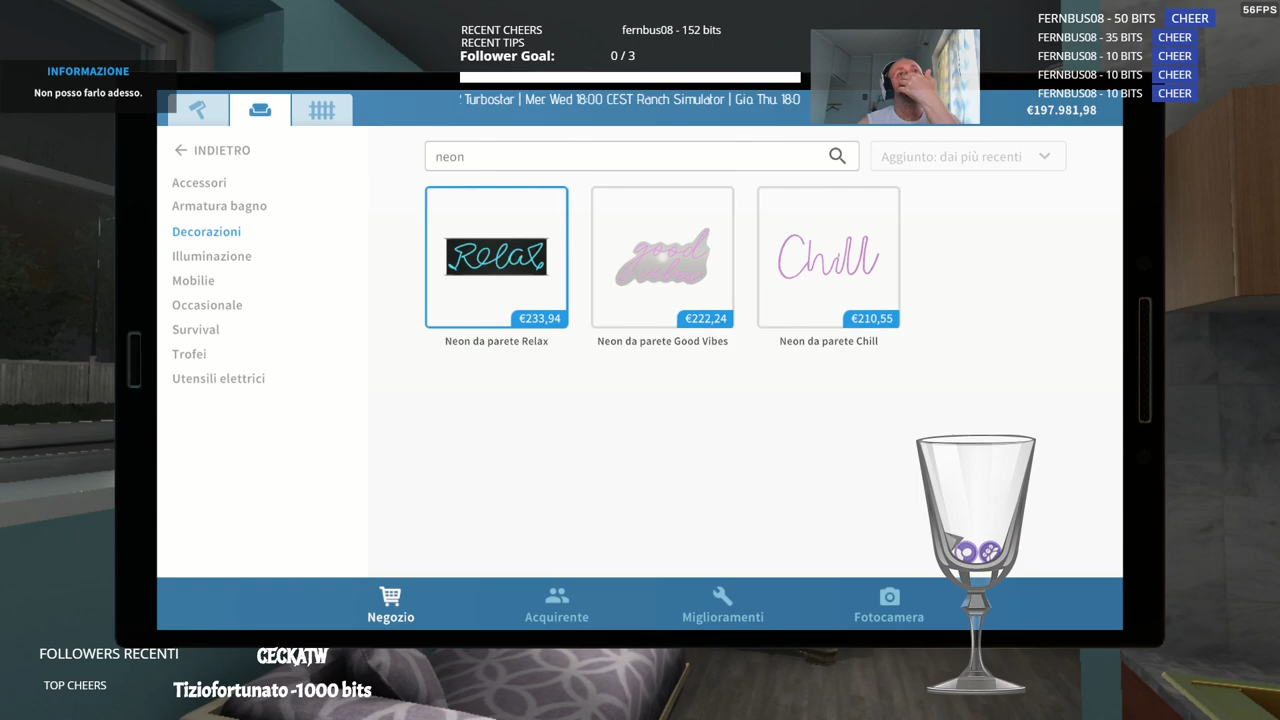 56FPS
RECENT CHEERS fernbus08 - 152 bits
RECENT TIPS
Follower Goal: 0 / 3
Turbostar | Mer. Wed 18:00 CEST Ranch Simulator | Gio. Thu. 18:0
FERNBUS08 - 50 BITS CHEER
FERNBUS08 - 35 BITS CHEER
FERNBUS08 - 10 BITS CHEER
FERNBUS08 - 10 BITS CHEER
FERNBUS08 - 10 BITS CHEER
€197.981,98
INFORMAZIONE
Non posso farlo adesso.
INDIETRO
Accessori
Armatura bagno
Decorazioni
Illuminazione
Mobilie
Occasionale
Survival
Trofei
Utensili elettrici
neon
Aggiunto: dai più recenti
Relax
€233,94
Neon da parete Relax
good
vibes
€222,24
Neon da parete Good Vibes
Chill
€210,55
Neon da parete Chill
Negozio
Acquirente
Miglioramenti
Fotocamera
FOLLOWERS RECENTI CECKATW
TOP CHEERS Tiziofortunato -1000 bits